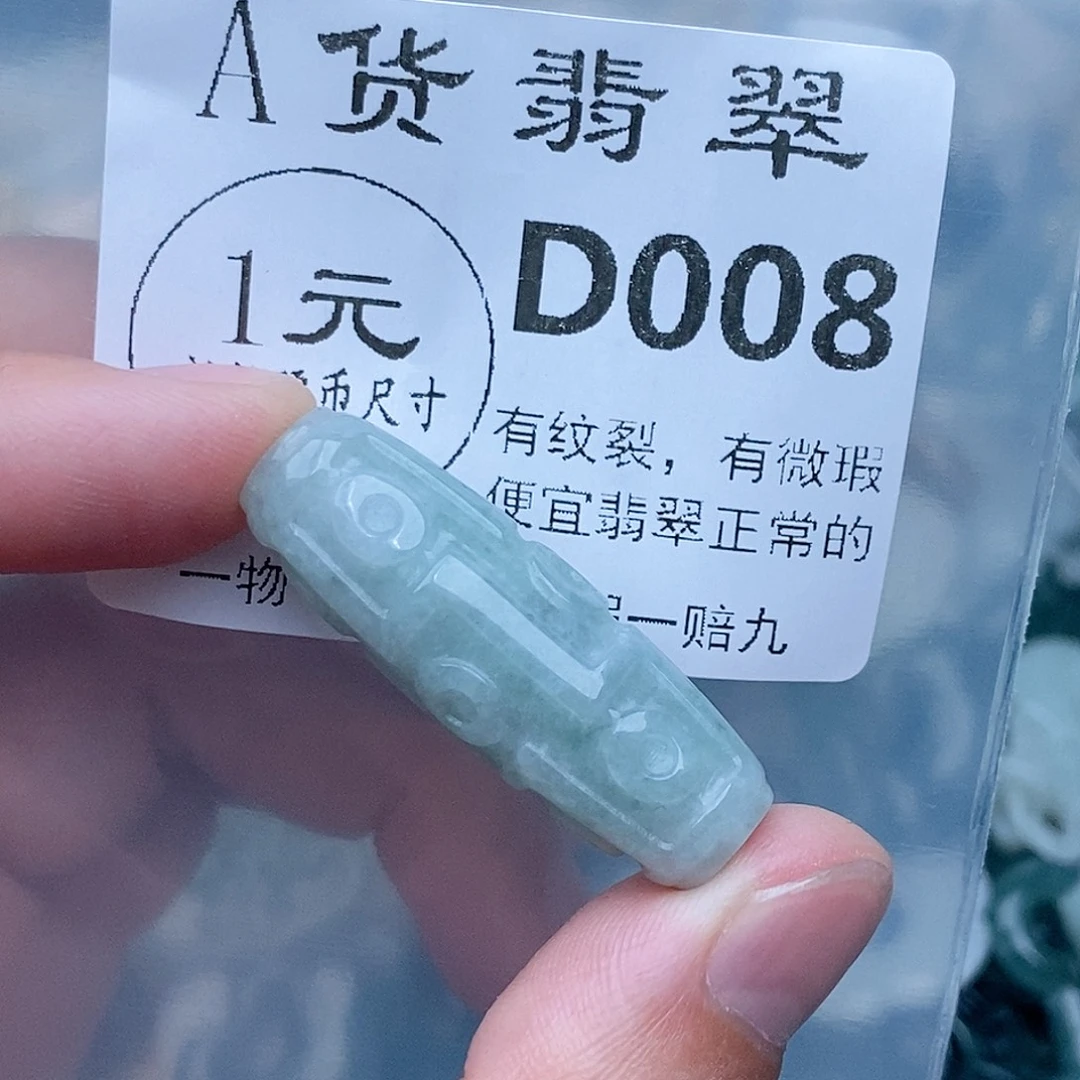 A货翡翠
1元
D008
币尺寸
有纹裂，有微瑕
便宜翡翠正常的
一物
一赔九